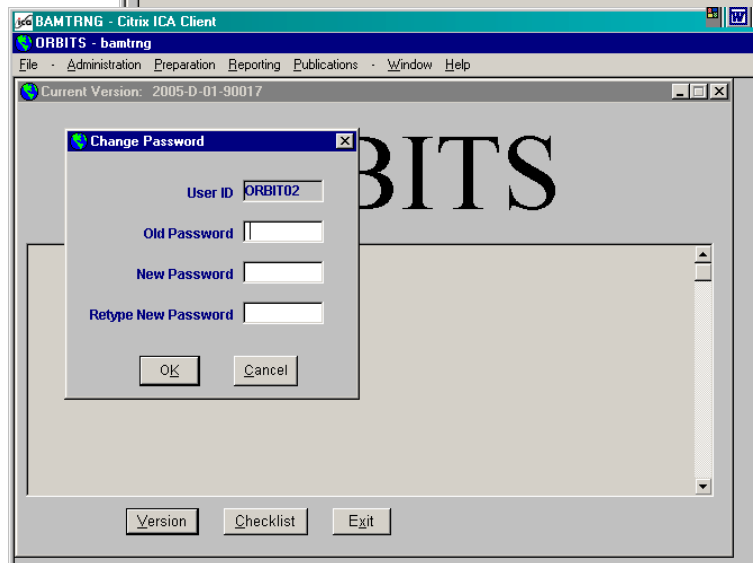 BAMTRNG - Citrix ICA Client
ORBITS - bamtrng
File - Administration Preparation Reporting Publications - Window Help
Current Version: 2005-D-01-90017
BITS
Change Password
User ID ORBIT02
Old Password
New Password
Retype New Password
OK Cancel
Version Checklist Exit